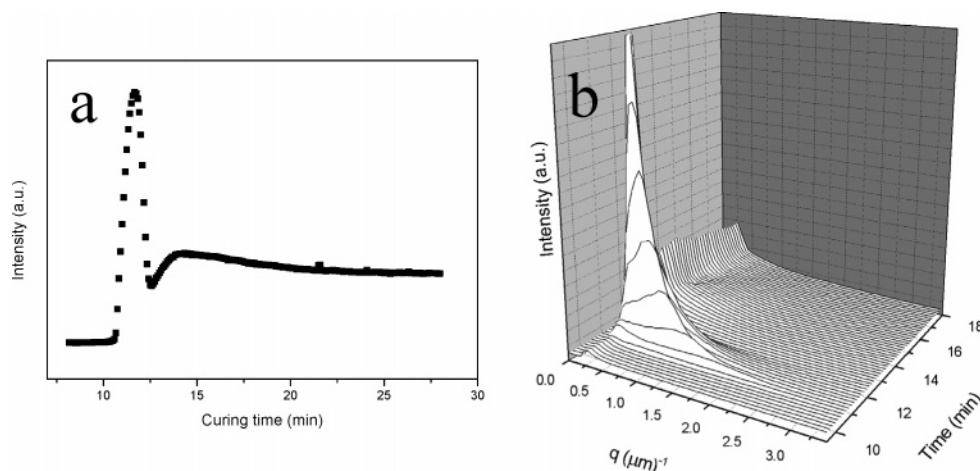 a
Intensity (a.u.)
10 15 20 25 30
Curing time (min)
b
Intensity (a.u.)
0.0 0.5 1.0 1.5 2.0 2.5 3.0
q (μm)⁻¹
10 12 14 16 18
Time (min)